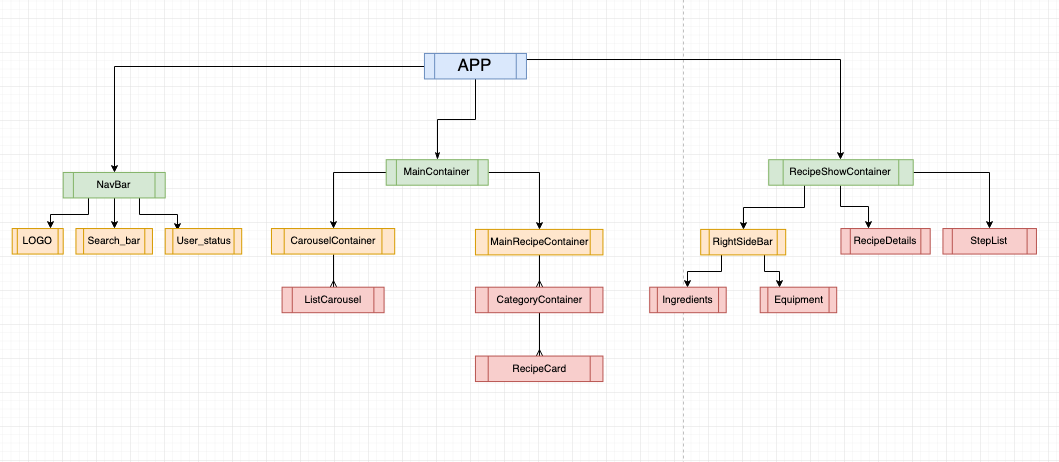 APP
NavBar
MainContainer
RecipeShowContainer
LOGO
Search_bar
User_status
CarouselContainer
MainRecipeContainer
RightSideBar
RecipeDetails
StepList
ListCarousel
CategoryContainer
Ingredients
Equipment
RecipeCard